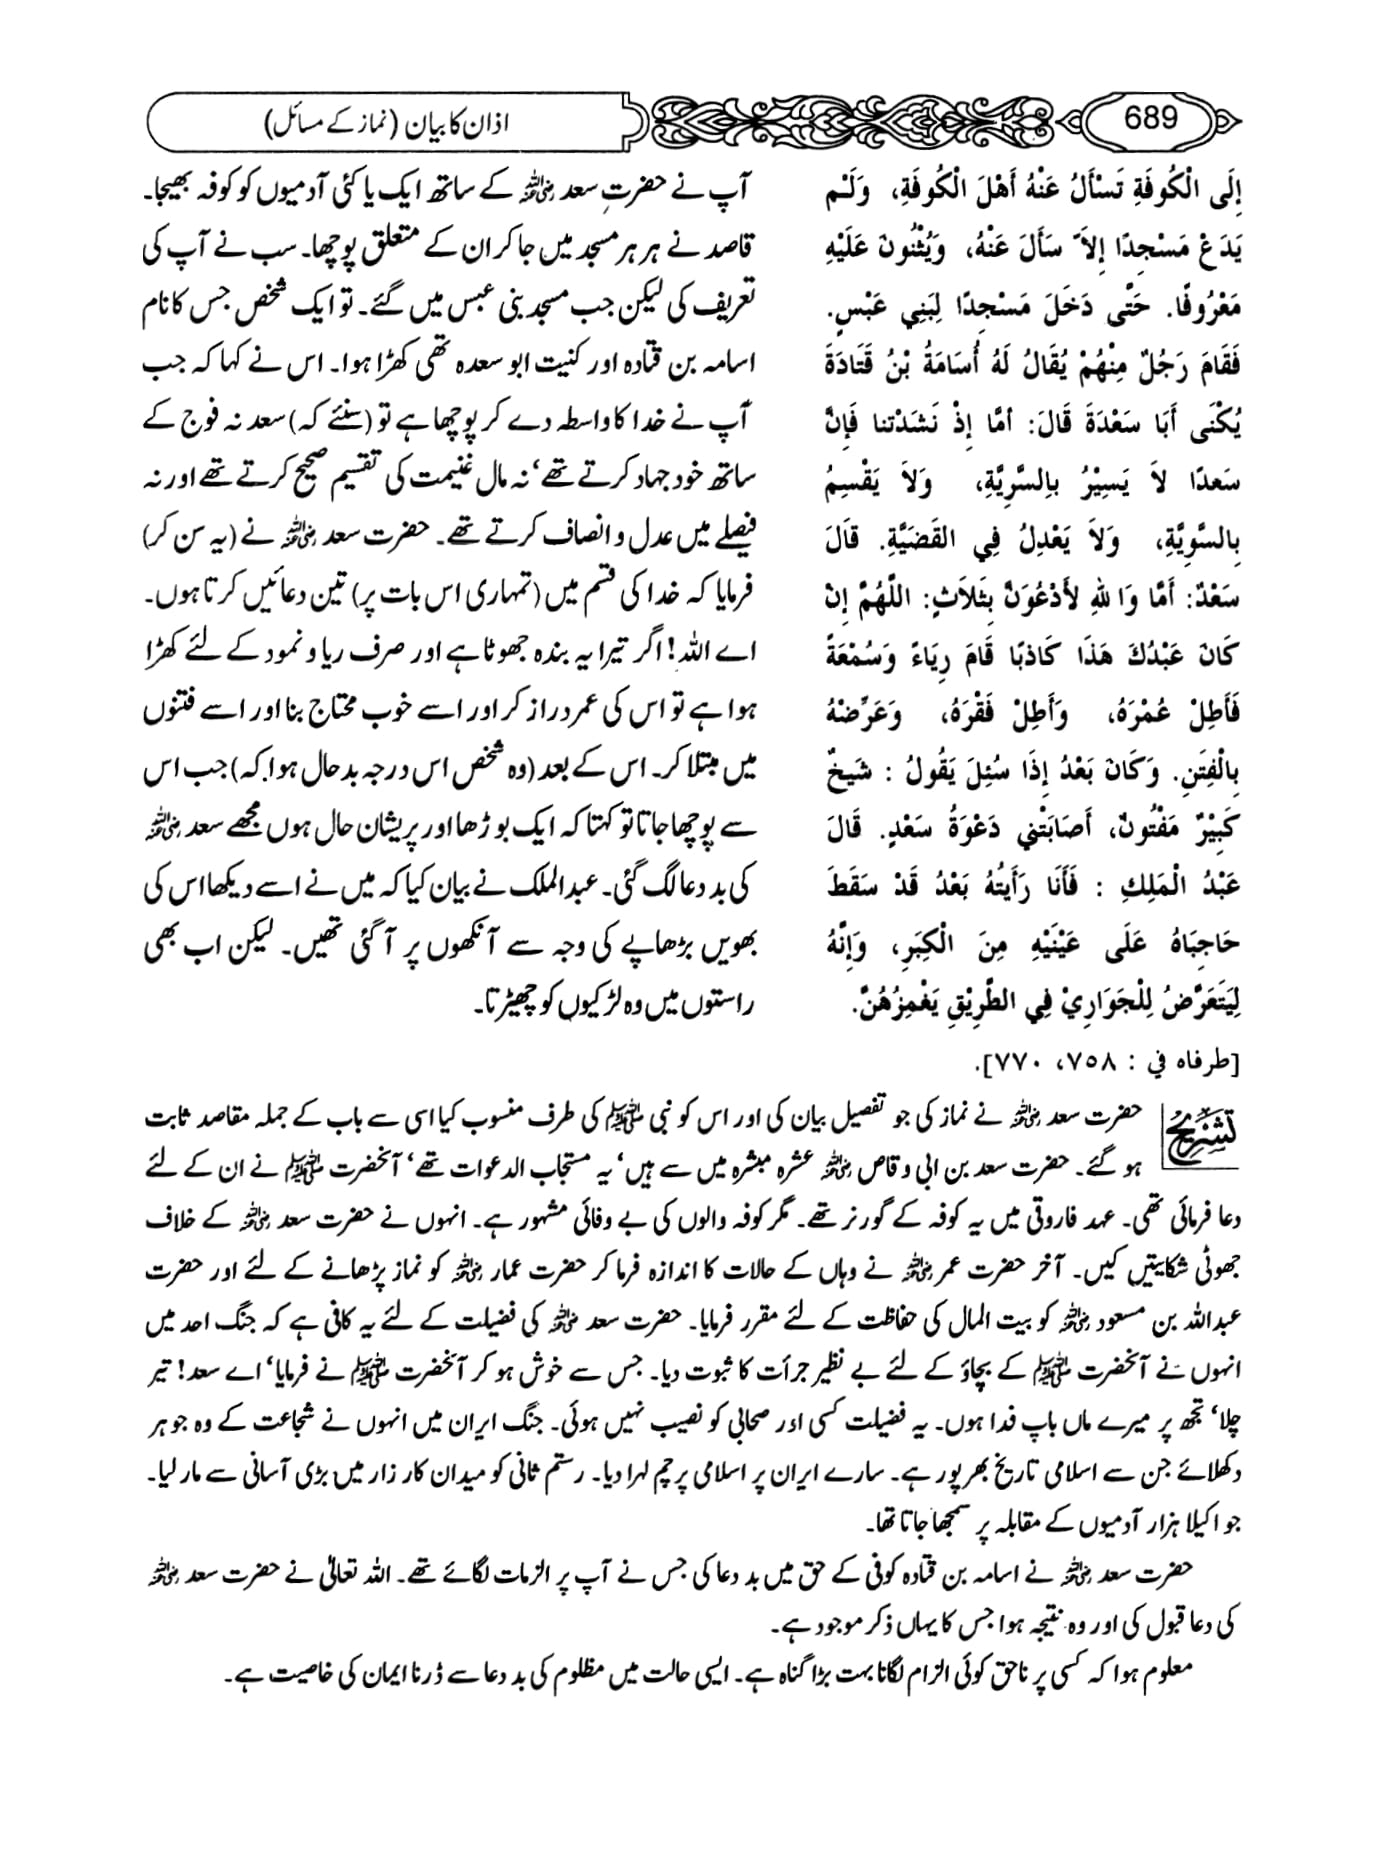 689
اذان کا بیان (نماز کے مسائل)
إِلَى الْكُوفَةِ تَسْأَلُ عَنْهُ أَهْلَ الْكُوفَةِ، وَلَمْ
يَدَعْ مَسْجِدًا إِلاَّ سَأَلَ عَنْهُ، وَيُثْنُونَ عَلَيْهِ
مَعْرُوفًا. حَتَّى دَخَلَ مَسْجِدًا لِبَنِي عَبْسٍ.
فَقَامَ رَجُلٌ مِنْهُمْ يُقَالُ لَهُ أُسَامَةُ بْنُ قَتَادَةَ
يُكْنَى أَبَا سَعْدَةَ قَالَ: أمَّا إِذْ نَشَدْتنا فَإِنَّ
سَعدًا لاَ يَسِيْرُ بالسَّرِيَّةِ، وَلاَ يَقْسِمُ
بِالسَّوِيَّةِ، وَلاَ يَعْدِلُ فِي القَضَيَّةِ. قَالَ
سَعْدٌ: أَمَّا وَا للهِ لأَدْعُوَنَّ بِثَلاَثٍ: اللَّهُمَّ إِنْ
كَانَ عَبْدُكَ هَذَا كَاذبًا قَامَ رِيَاءً وَسُمْعَةً
فَأَطِلْ عُمْرَهُ، وَأَطِلْ فَقْرَهُ، وَعَرِّضْهُ
بِالْفِتَنِ. وَكَانَ بَعْدُ إِذَا سُئِلَ يَقُولُ : شَيخٌ
كَبِيْرٌ مَفْتُونٌ، أَصَابَتْنِي دَعْوَةُ سَعْدٍ. قَالَ
عَبْدُ الْمَلِكِ : فَأَنَا رَأَيتُهُ بَعْدُ قَدْ سَقَطَ
حَاجِبَاهُ عَلَى عَيْنَيْهِ مِنَ الْكِبَرِ، وَإِنَّهُ
لِيَتَعَرَّضُ لِلْجَوَارِيْ فِي الطَّرِيْقِ يَغْمِزُهُنَّ.
[طرفاه في : ٧٥٨، ٧٧٠].
آپ نے حضرت سعد رضی اللہ عنہ کے ساتھ ایک یا کئی آدمیوں کو کوفہ بھیجا۔
قاصد نے ہر ہر مسجد میں جا کر ان کے متعلق پوچھا۔ سب نے آپ کی
تعریف کی لیکن جب مسجد بنی عبس میں گئے۔ تو ایک شخص جس کا نام
اسامہ بن قتادہ اور کنیت ابو سعدہ تھی کھڑا ہوا۔ اس نے کہا کہ جب
آپ نے خدا کا واسطہ دے کر پوچھا ہے تو (سنئے کہ) سعد نہ فوج کے
ساتھ خود جہاد کرتے تھے' نہ مال غنیمت کی تقسیم صحیح کرتے تھے اور نہ
فیصلے میں عدل و انصاف کرتے تھے۔ حضرت سعد رضی اللہ عنہ نے (یہ سن کر)
فرمایا کہ خدا کی قسم میں (تمہاری اس بات پر) تین دعائیں کرتا ہوں۔
اے اللہ! اگر تیرا یہ بندہ جھوٹا ہے اور صرف ریا و نمود کے لئے کھڑا
ہوا ہے تو اس کی عمر دراز کر اور اسے خوب محتاج بنا اور اسے فتنوں
میں مبتلا کر۔ اس کے بعد (وہ شخص اس درجہ بدحال ہوا کہ) جب اس
سے پوچھا جاتا تو کہتا کہ ایک بوڑھا اور پریشان حال ہوں مجھے سعد رضی اللہ عنہ
کی بد دعا لگ گئی۔ عبدالملک نے بیان کیا کہ میں نے اسے دیکھا اس کی
بھویں بڑھاپے کی وجہ سے آنکھوں پر آ گئی تھیں۔ لیکن اب بھی
راستوں میں وہ لڑکیوں کو چھیڑتا۔
تشریح حضرت سعد رضی اللہ عنہ نے نماز کی جو تفصیل بیان کی اور اس کو نبی صلی اللہ علیہ وسلم کی طرف منسوب کیا اسی سے باب کے جملہ مقاصد ثابت
ہو گئے۔ حضرت سعد بن ابی وقاص رضی اللہ عنہ عشرہ مبشرہ میں سے ہیں' یہ مستجاب الدعوات تھے' آنحضرت صلی اللہ علیہ وسلم نے ان کے لئے
دعا فرمائی تھی۔ عہد فاروقی میں یہ کوفہ کے گورنر تھے۔ مگر کوفہ والوں کی بے وفائی مشہور ہے۔ انہوں نے حضرت سعد رضی اللہ عنہ کے خلاف
جھوٹی شکایتیں کیں۔ آخر حضرت عمر رضی اللہ عنہ نے وہاں کے حالات کا اندازہ فرما کر حضرت عمار رضی اللہ عنہ کو نماز پڑھانے کے لئے اور حضرت
عبداللہ بن مسعود رضی اللہ عنہ کو بیت المال کی حفاظت کے لئے مقرر فرمایا۔ حضرت سعد رضی اللہ عنہ کی فضیلت کے لئے یہ کافی ہے کہ جنگ احد میں
انہوں نے آنحضرت صلی اللہ علیہ وسلم کے بچاؤ کے لئے بے نظیر جرأت کا ثبوت دیا۔ جس سے خوش ہو کر آنحضرت صلی اللہ علیہ وسلم نے فرمایا' اے سعد! تیر
چلا' تجھ پر میرے ماں باپ فدا ہوں۔ یہ فضیلت کسی اور صحابی کو نصیب نہیں ہوئی۔ جنگ ایران میں انہوں نے شجاعت کے وہ جوہر
دکھلائے جن سے اسلامی تاریخ بھرپور ہے۔ سارے ایران پر اسلامی پرچم لہرا دیا۔ رستم ثانی کو میدان کار زار میں بڑی آسانی سے مار لیا۔
جو اکیلا ہزار آدمیوں کے مقابلہ پر سمجھا جاتا تھا۔
حضرت سعد رضی اللہ عنہ نے اسامہ بن قتادہ کوفی کے حق میں بد دعا کی جس نے آپ پر الزمات لگائے تھے۔ اللہ تعالیٰ نے حضرت سعد رضی اللہ عنہ
کی دعا قبول کی اور وہ نتیجہ ہوا جس کا یہاں ذکر موجود ہے۔
معلوم ہوا کہ کسی پر ناحق کوئی الزام لگانا بہت بڑا گناہ ہے۔ ایسی حالت میں مظلوم کی بد دعا سے ڈرنا ایمان کی خاصیت ہے۔